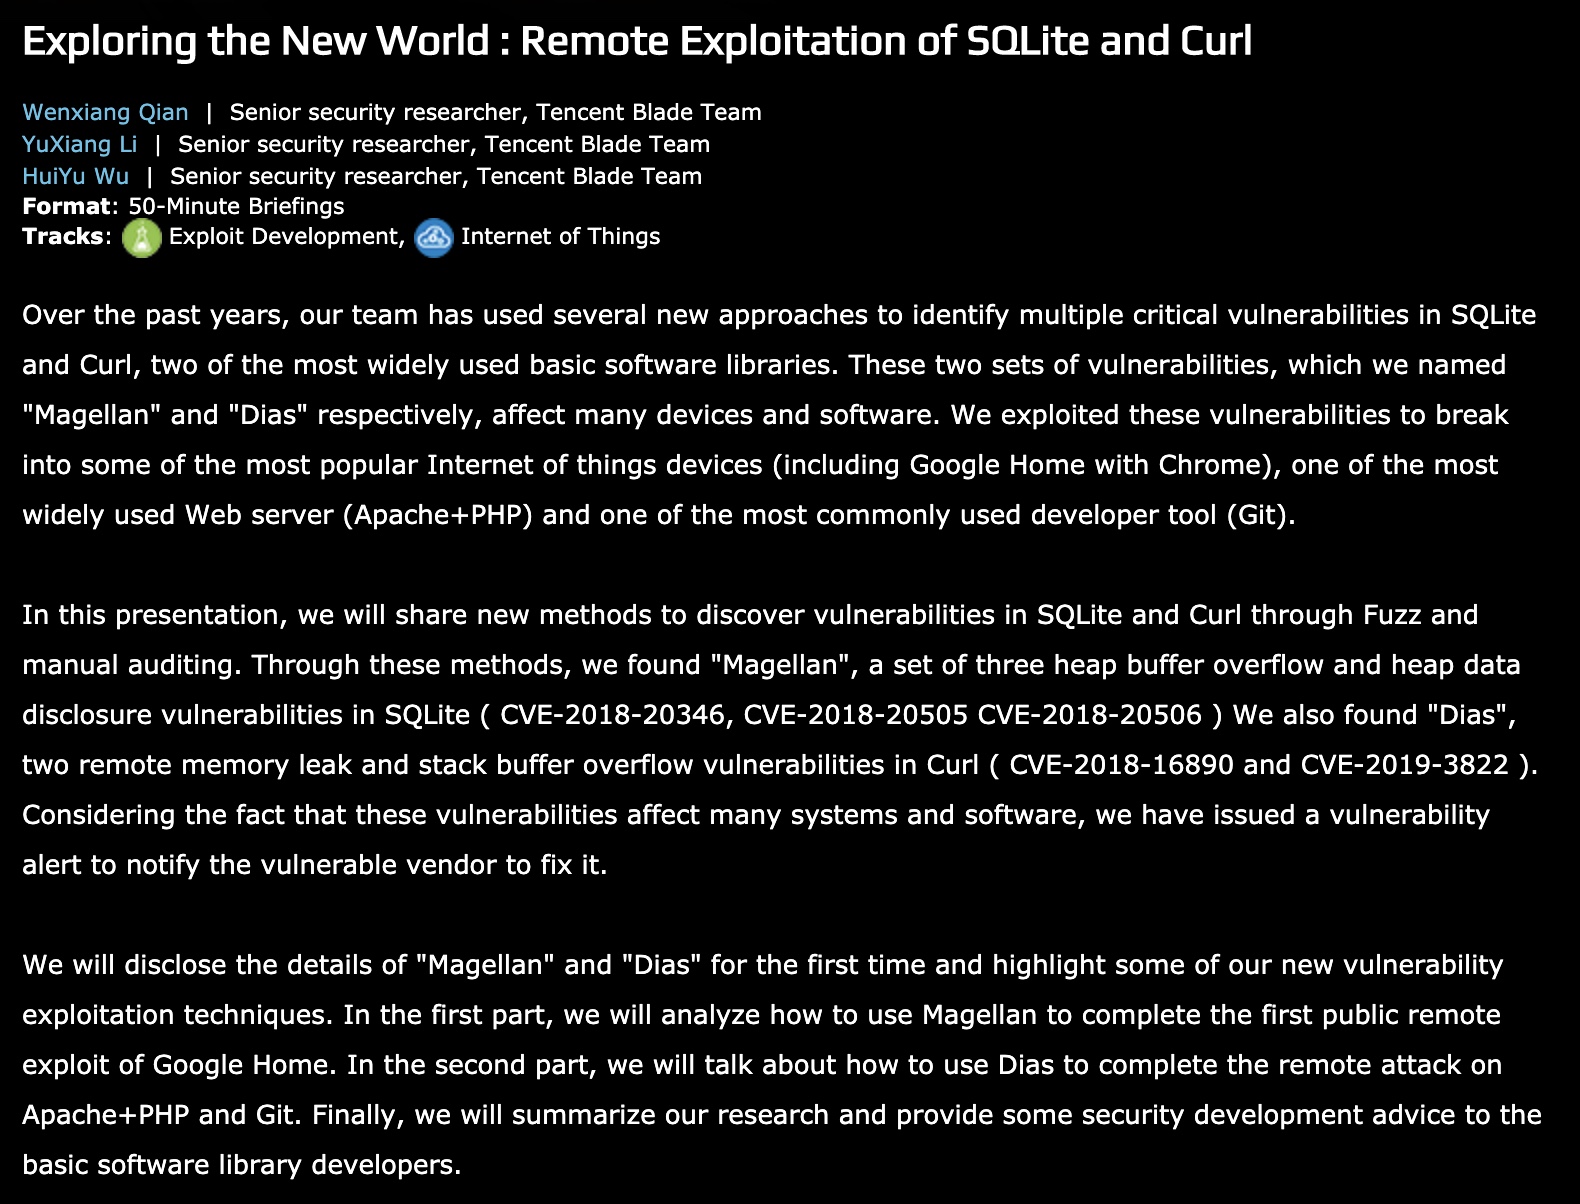 Exploring the New World : Remote Exploitation of SQLite and Curl
Wenxiang Qian | Senior security researcher, Tencent Blade Team
YuXiang Li | Senior security researcher, Tencent Blade Team
HuiYu Wu | Senior security researcher, Tencent Blade Team
Format: 50-Minute Briefings
Tracks: Exploit Development, Internet of Things
Over the past years, our team has used several new approaches to identify multiple critical vulnerabilities in SQLite
and Curl, two of the most widely used basic software libraries. These two sets of vulnerabilities, which we named
"Magellan" and "Dias" respectively, affect many devices and software. We exploited these vulnerabilities to break
into some of the most popular Internet of things devices (including Google Home with Chrome), one of the most
widely used Web server (Apache+PHP) and one of the most commonly used developer tool (Git).
In this presentation, we will share new methods to discover vulnerabilities in SQLite and Curl through Fuzz and
manual auditing. Through these methods, we found "Magellan", a set of three heap buffer overflow and heap data
disclosure vulnerabilities in SQLite ( CVE-2018-20346, CVE-2018-20505 CVE-2018-20506 ) We also found "Dias",
two remote memory leak and stack buffer overflow vulnerabilities in Curl ( CVE-2018-16890 and CVE-2019-3822 ).
Considering the fact that these vulnerabilities affect many systems and software, we have issued a vulnerability
alert to notify the vulnerable vendor to fix it.
We will disclose the details of "Magellan" and "Dias" for the first time and highlight some of our new vulnerability
exploitation techniques. In the first part, we will analyze how to use Magellan to complete the first public remote
exploit of Google Home. In the second part, we will talk about how to use Dias to complete the remote attack on
Apache+PHP and Git. Finally, we will summarize our research and provide some security development advice to the
basic software library developers.